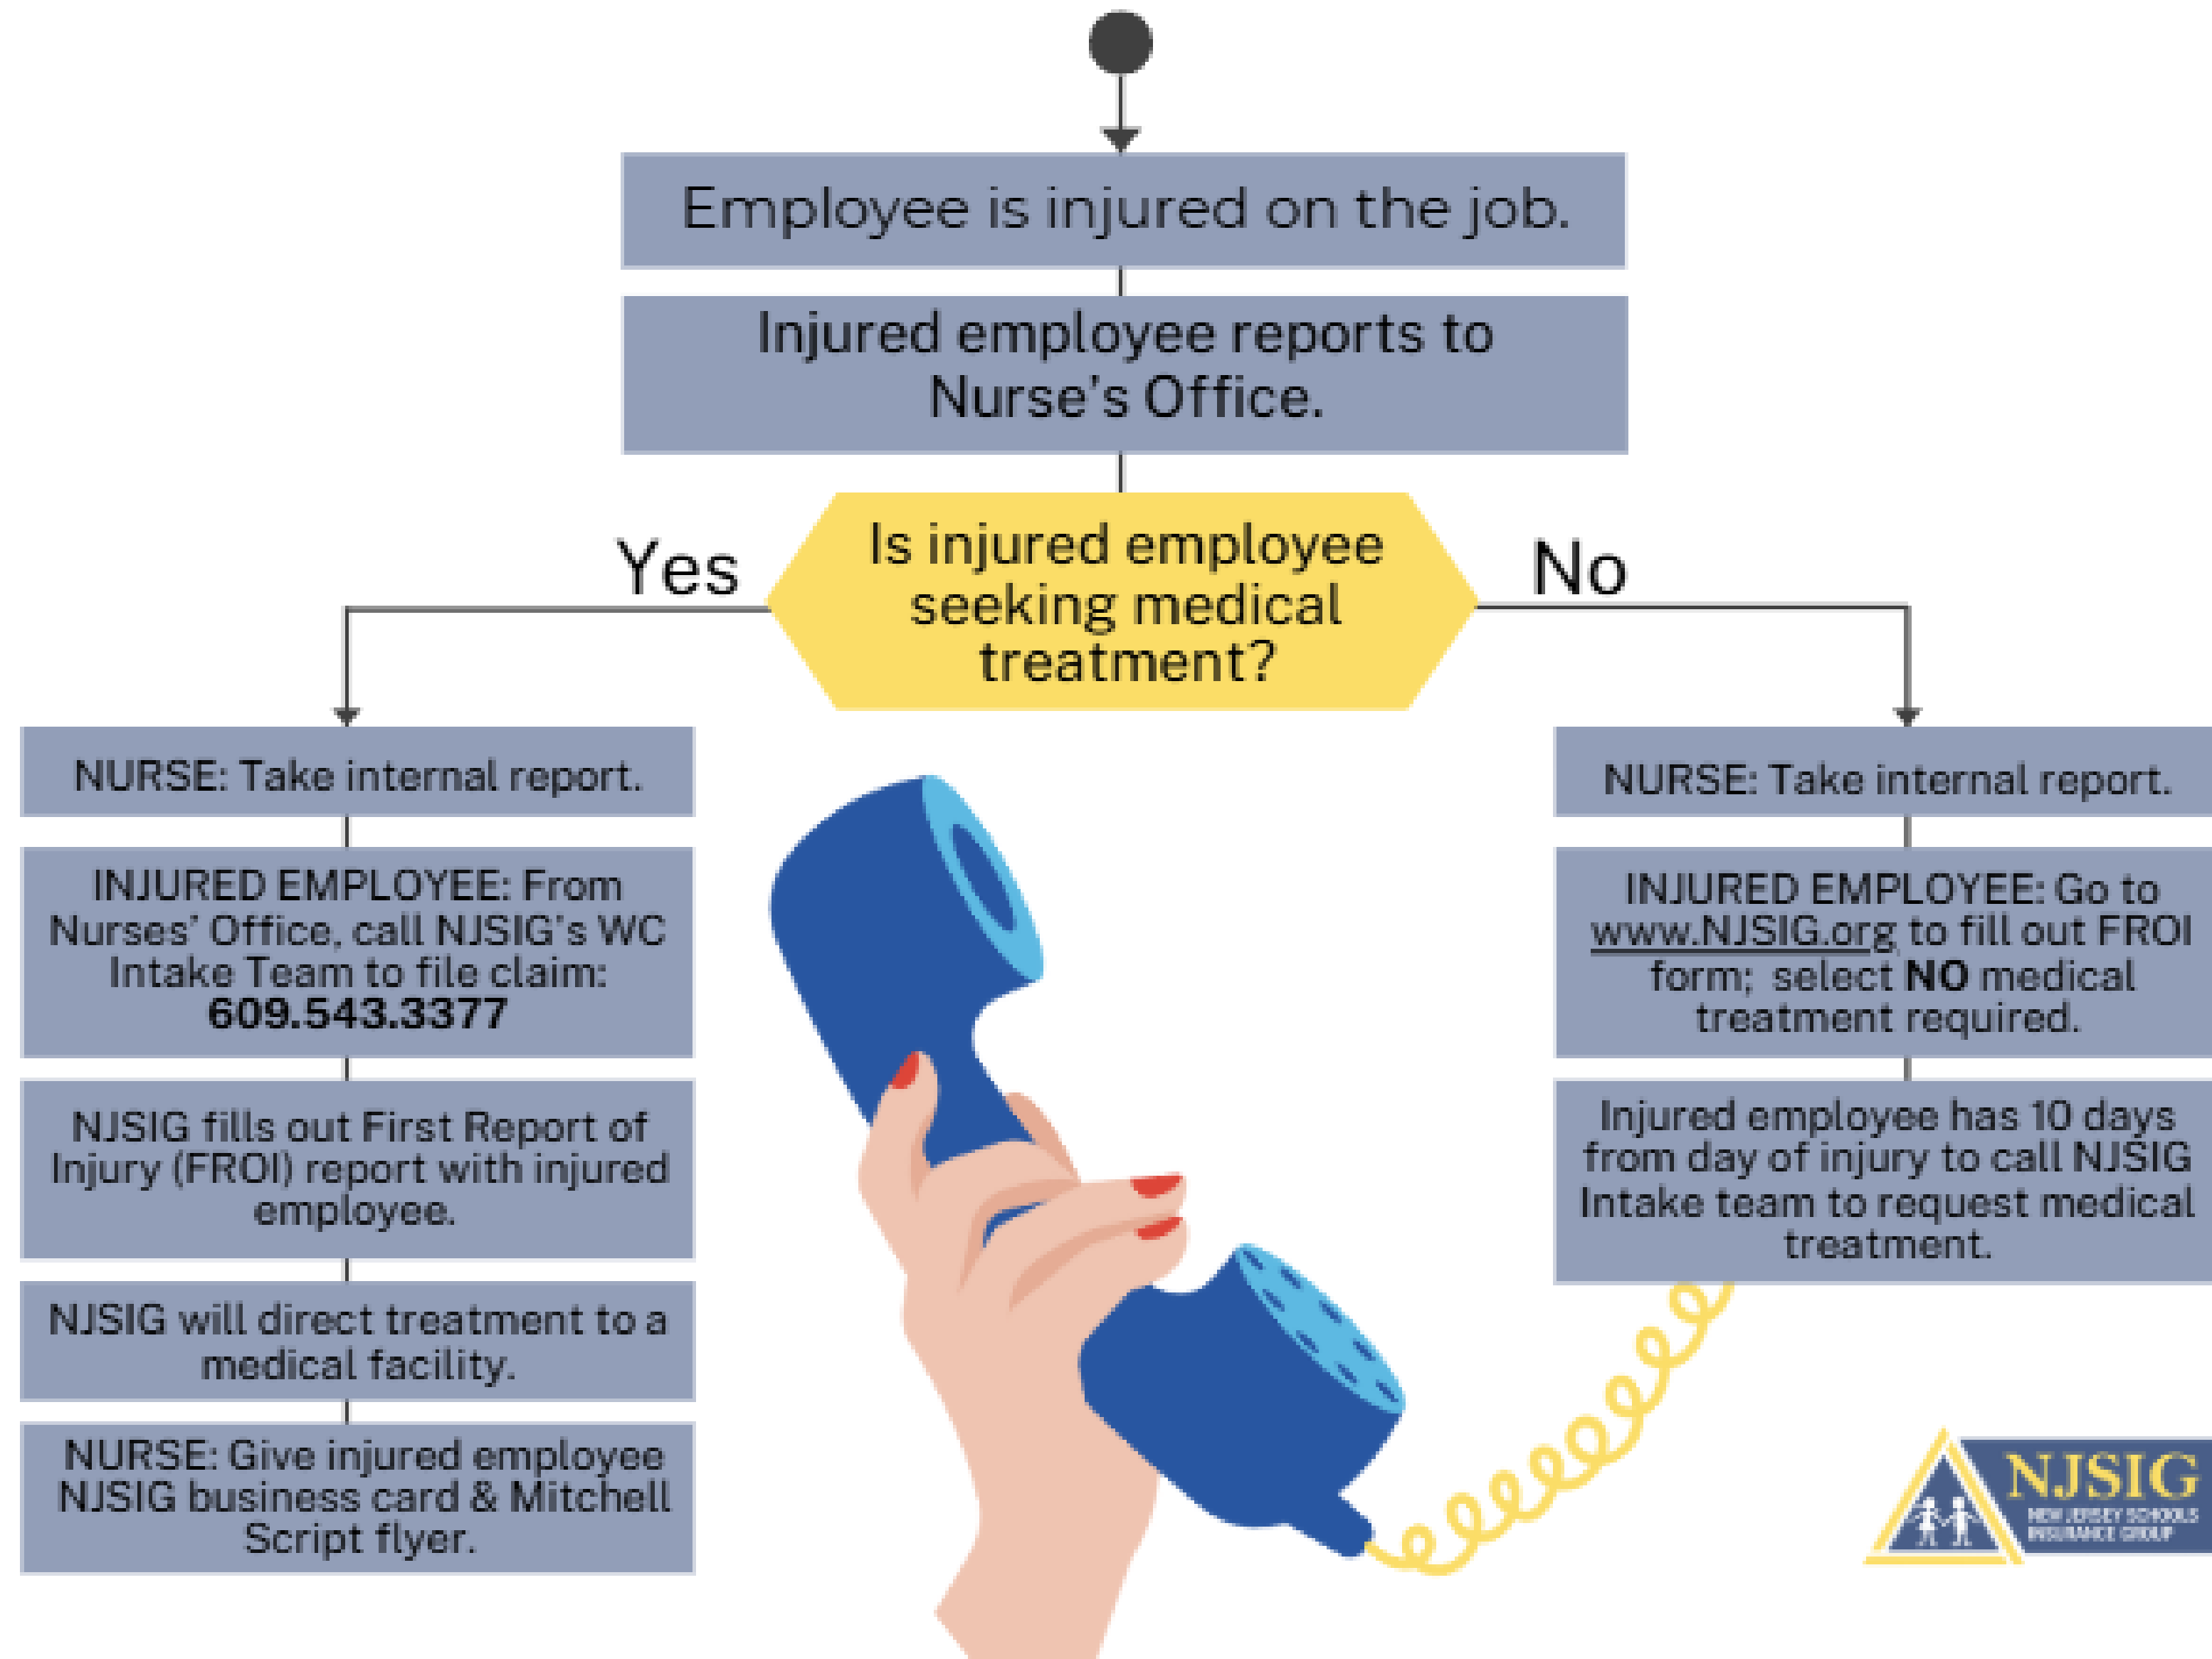 Employee is injured on the job.
Injured employee reports to
Nurse's Office.
Is injured employee
seeking medical
treatment?
Yes
No
NURSE: Take internal report.
INJURED EMPLOYEE: From
Nurses' Office, call NJSIG's WC
Intake Team to file claim:
609.543.3377
NJSIG fills out First Report of
Injury (FROI) report with injured
employee.
NJSIG will direct treatment to a
medical facility.
NURSE: Give injured employee
NJSIG business card & Mitchell
Script flyer.
NURSE: Take internal report.
INJURED EMPLOYEE: Go to
www.NJSIG.org to fill out FROI
form; select NO medical
treatment required.
Injured employee has 10 days
from day of injury to call NJSIG
Intake team to request medical
treatment.
NJSIG
NEW JERSEY SCHOOLS
INSURANCE GROUP